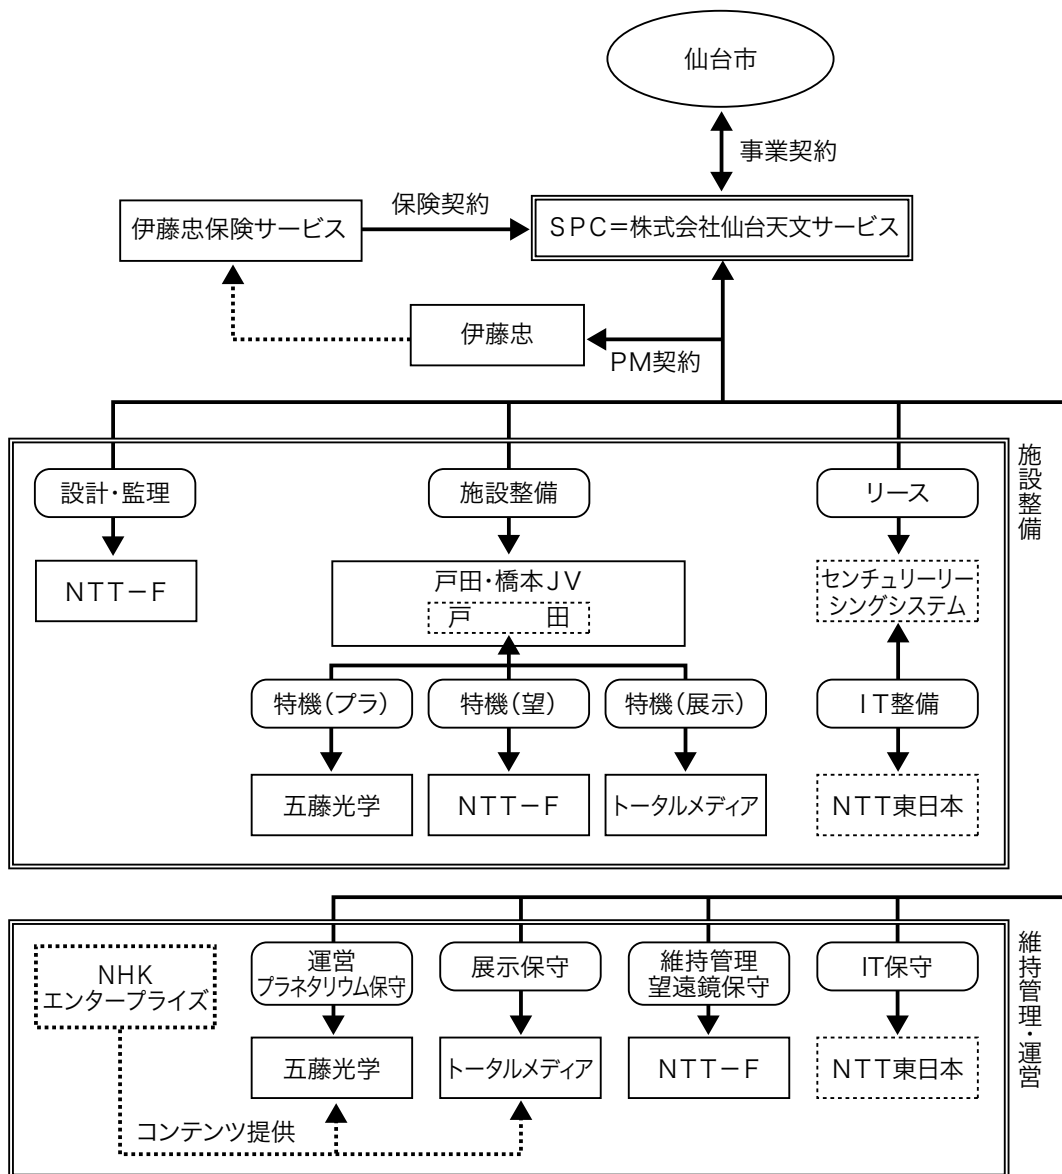 仙台市
事業契約
保険契約
伊藤忠保険サービス
SPC=株式会社仙台天文サービス
伊藤忠
PM契約
施設整備
設計・監理
施設整備
リース
NTT-F
戸田・橋本JV
戸 田
センチュリーリー
シングシステム
特機(プラ)
特機(望)
特機(展示)
IT整備
五藤光学
NTT-F
トータルメディア
NTT東日本
維持管理・運営
NHK
エンタープライズ
運営
プラネタリウム保守
展示保守
維持管理
望遠鏡保守
IT保守
五藤光学
トータルメディア
NTT-F
NTT東日本
コンテンツ提供